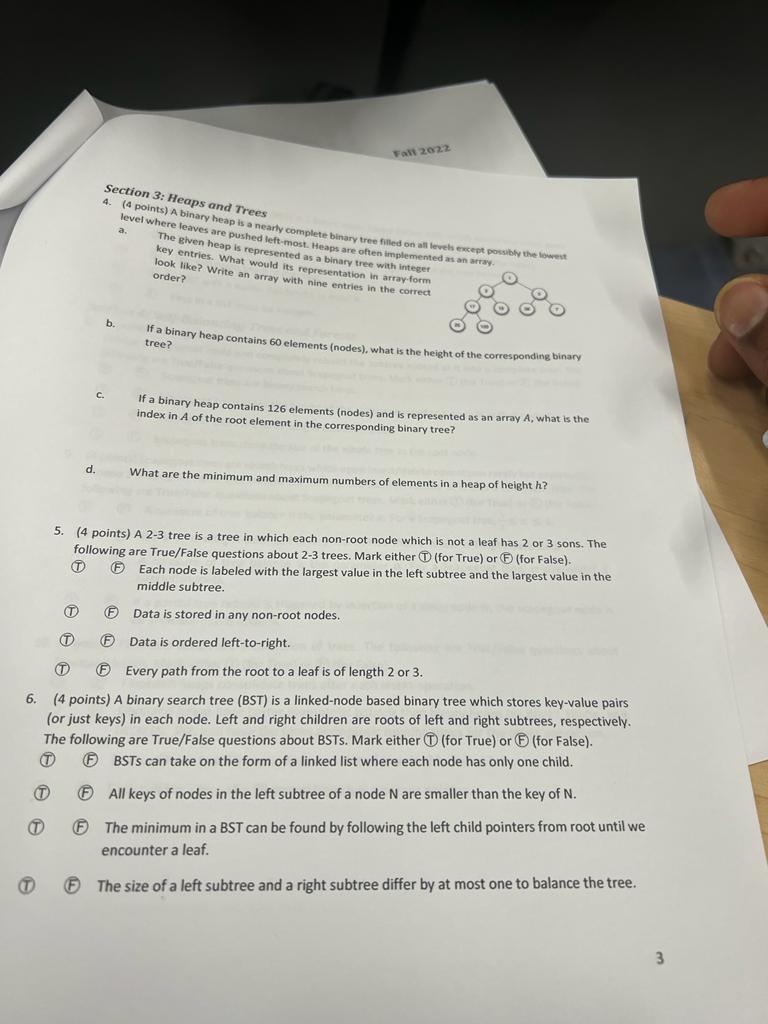 Fall 2022
Section 3: Heaps and Trees
4. (4 points) A binary heap is a nearly complete binary tree filled on all levels except possibly the lowest
level where leaves are pushed left-most. Heaps are often implemented as an array.
a. The given heap is represented as a binary tree with integer
key entries. What would its representation in array-form
look like? Write an array with nine entries in the correct
order?
b. If a binary heap contains 60 elements (nodes), what is the height of the corresponding binary
tree?
c. If a binary heap contains 126 elements (nodes) and is represented as an array A, what is the
index in A of the root element in the corresponding binary tree?
d. What are the minimum and maximum numbers of elements in a heap of height h?
5. (4 points) A 2-3 tree is a tree in which each non-root node which is not a leaf has 2 or 3 sons. The
following are True/False questions about 2-3 trees. Mark either Ⓣ (for True) or Ⓕ (for False).
Ⓣ Ⓕ Each node is labeled with the largest value in the left subtree and the largest value in the
middle subtree.
Ⓣ Ⓕ Data is stored in any non-root nodes.
Ⓣ Ⓕ Data is ordered left-to-right.
Ⓣ Ⓕ Every path from the root to a leaf is of length 2 or 3.
6. (4 points) A binary search tree (BST) is a linked-node based binary tree which stores key-value pairs
(or just keys) in each node. Left and right children are roots of left and right subtrees, respectively.
The following are True/False questions about BSTs. Mark either Ⓣ (for True) or Ⓕ (for False).
Ⓣ Ⓕ BSTs can take on the form of a linked list where each node has only one child.
Ⓣ Ⓕ All keys of nodes in the left subtree of a node N are smaller than the key of N.
Ⓣ Ⓕ The minimum in a BST can be found by following the left child pointers from root until we
encounter a leaf.
Ⓣ Ⓕ The size of a left subtree and a right subtree differ by at most one to balance the tree.
3